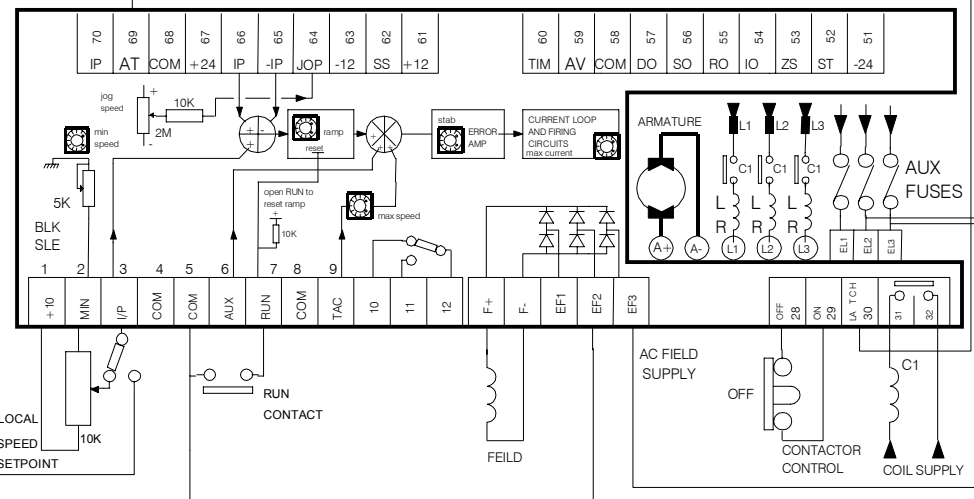 70 69 68 67 66 65 64 63 62 61
IP AT COM +24 IP -IP JOP -12 SS +12
60 59 58 57 56 55 54 53 52 51
TIM AV COM DO SO RO IO ZS ST -24
jog
speed
+
10K
2M
-
min
speed
5K
BLK
SLE
+ -
+
ramp
reset
open RUN to
reset ramp
+
10K
+ +
+
max speed
stab
ERROR
AMP
CURRENT LOOP
AND FIRING
CIRCUITS
max current
ARMATURE
A+ A-
L1 L2 L3
C1 C1 C1
L L L
R R R
L1 L2 L3
AUX
FUSES
EL1 EL2 EL3
1 2 3 4 5 6 7 8 9
+10 MIN I/P COM COM AUX RUN COM TAC 10 11 12
F+ F- EF1 EF2 EF3
OFF 28 ON 29 LATCH 30 31 32
LOCAL
SPEED
SETPOINT
10K
RUN
CONTACT
FEILD
AC FIELD
SUPPLY
OFF
CONTACTOR
CONTROL
C1
COIL SUPPLY